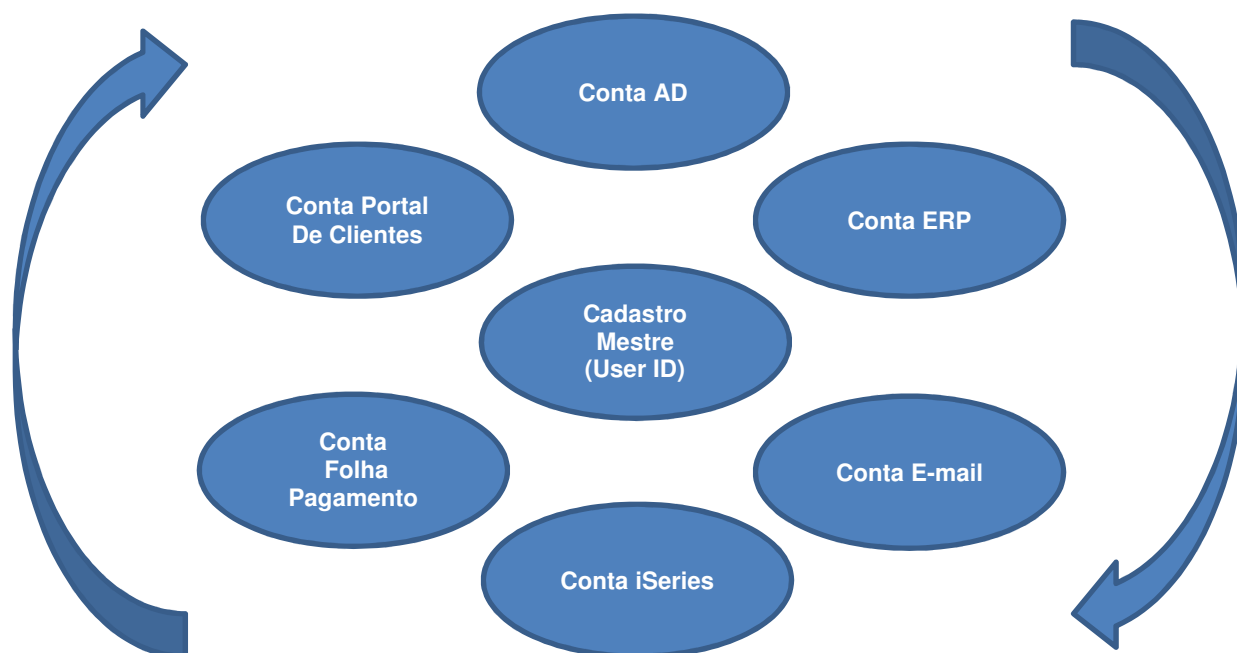 Conta AD
Conta Portal
De Clientes
Conta ERP
Cadastro
Mestre
(User ID)
Conta
Folha
Pagamento
Conta E-mail
Conta iSeries